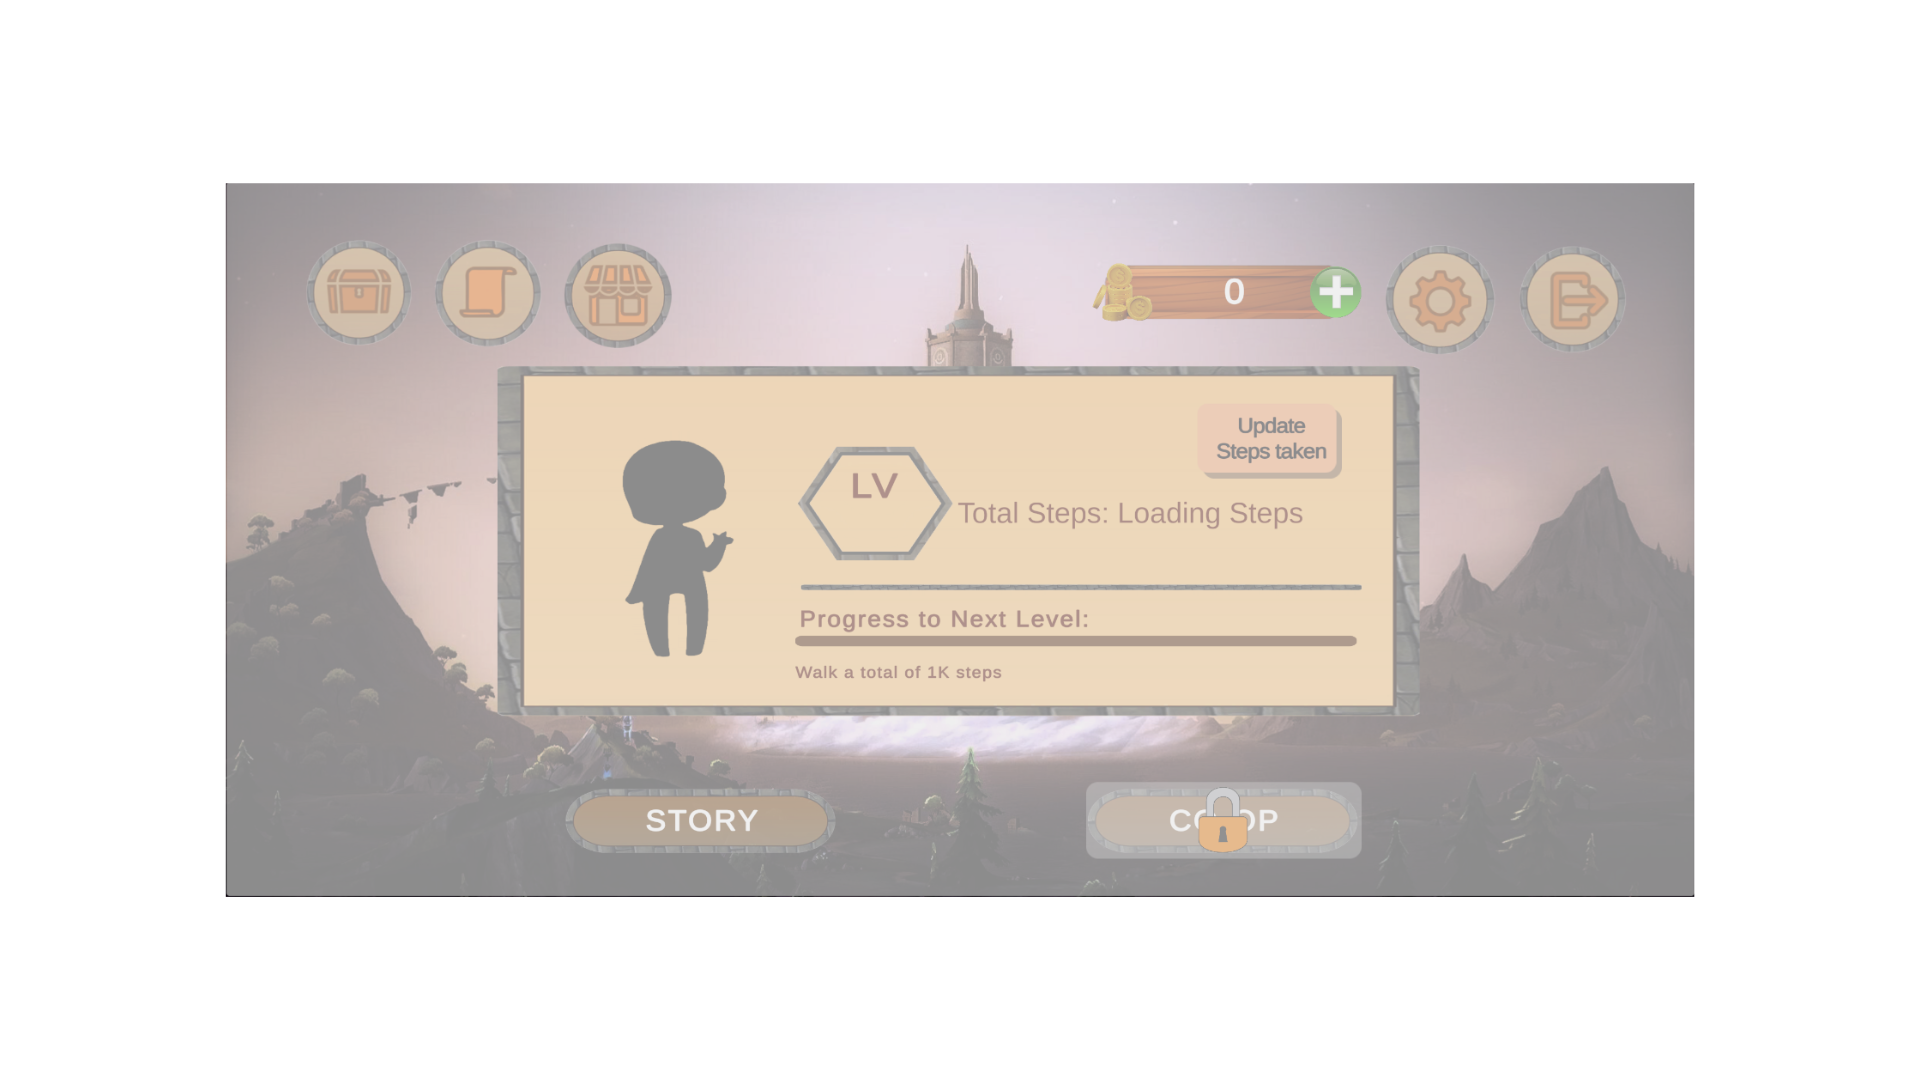 0
Update
Steps taken
LV
Total Steps: Loading Steps
Progress to Next Level:
Walk a total of 1K steps
STORY